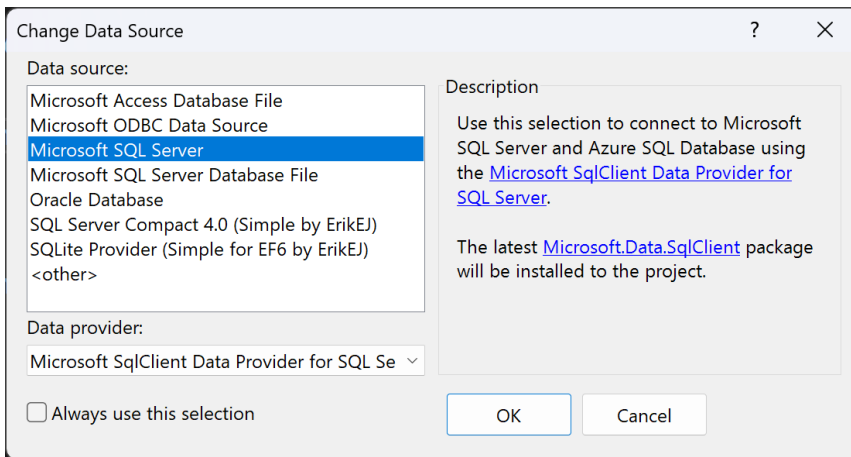 Change Data Source
?
Data source:
Microsoft Access Database File
Microsoft ODBC Data Source
Microsoft SQL Server
Microsoft SQL Server Database File
Oracle Database
SQL Server Compact 4.0 (Simple by ErikEJ)
SQLite Provider (Simple for EF6 by ErikEJ)
<other>
Data provider:
Microsoft SqlClient Data Provider for SQL Se
Always use this selection
Description
Use this selection to connect to Microsoft
SQL Server and Azure SQL Database using
the Microsoft SqlClient Data Provider for
SQL Server.
The latest Microsoft.Data.SqlClient package
will be installed to the project.
OK
Cancel